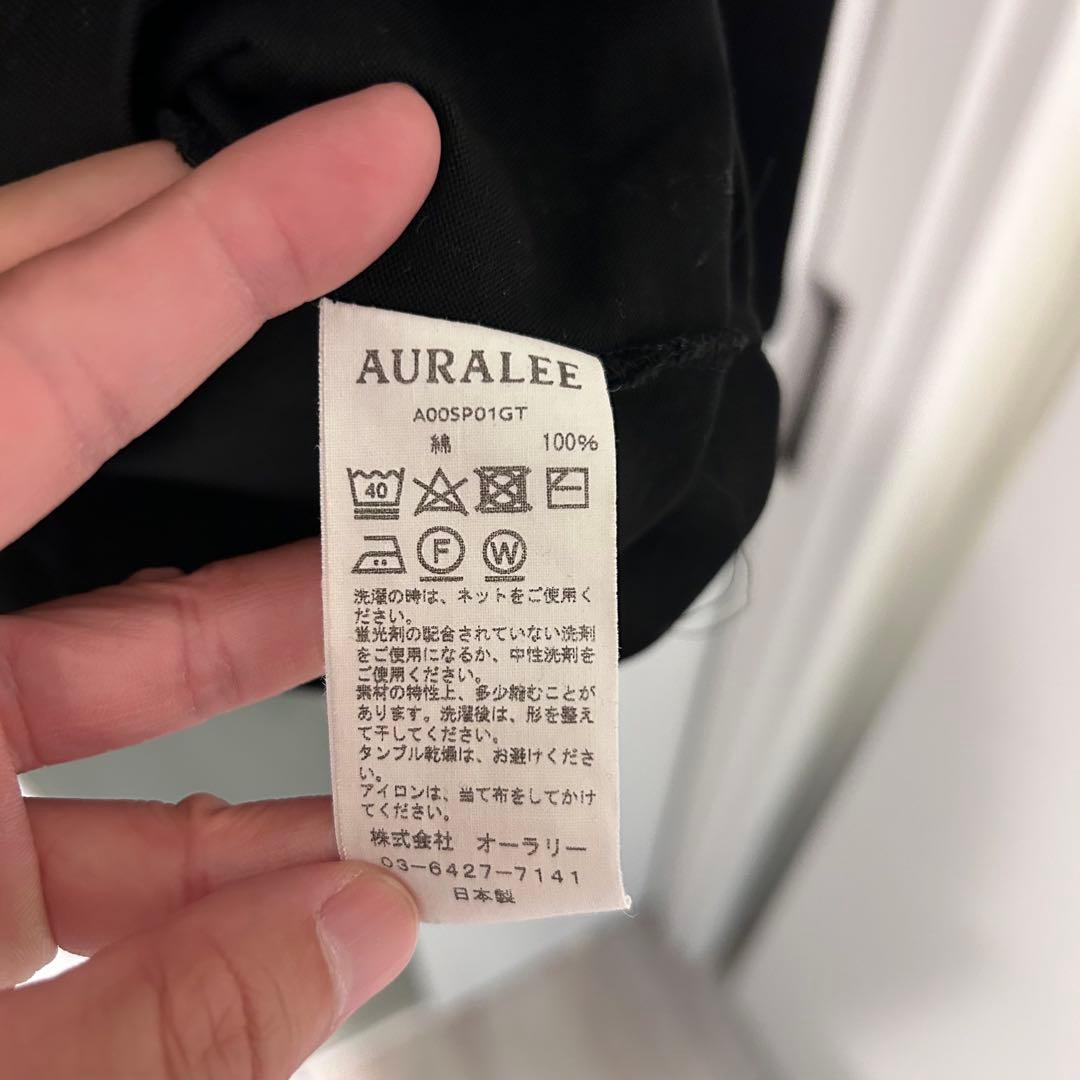 AURALEE
A00SP01GT
綿 100%
40
F W
洗濯の時は、ネットをご使用く
ださい。
蛍光剤の配合されていない洗剤
をご使用になるか、中性洗剤を
ご使用ください。
素材の特性上、多少縮むことが
あります。洗濯後は、形を整え
て干してください。
タンブル乾燥は、お避けくださ
い。
アイロンは、当て布をしてかけ
てください。
株式会社 オーラリー
03-6427-7141
日本製